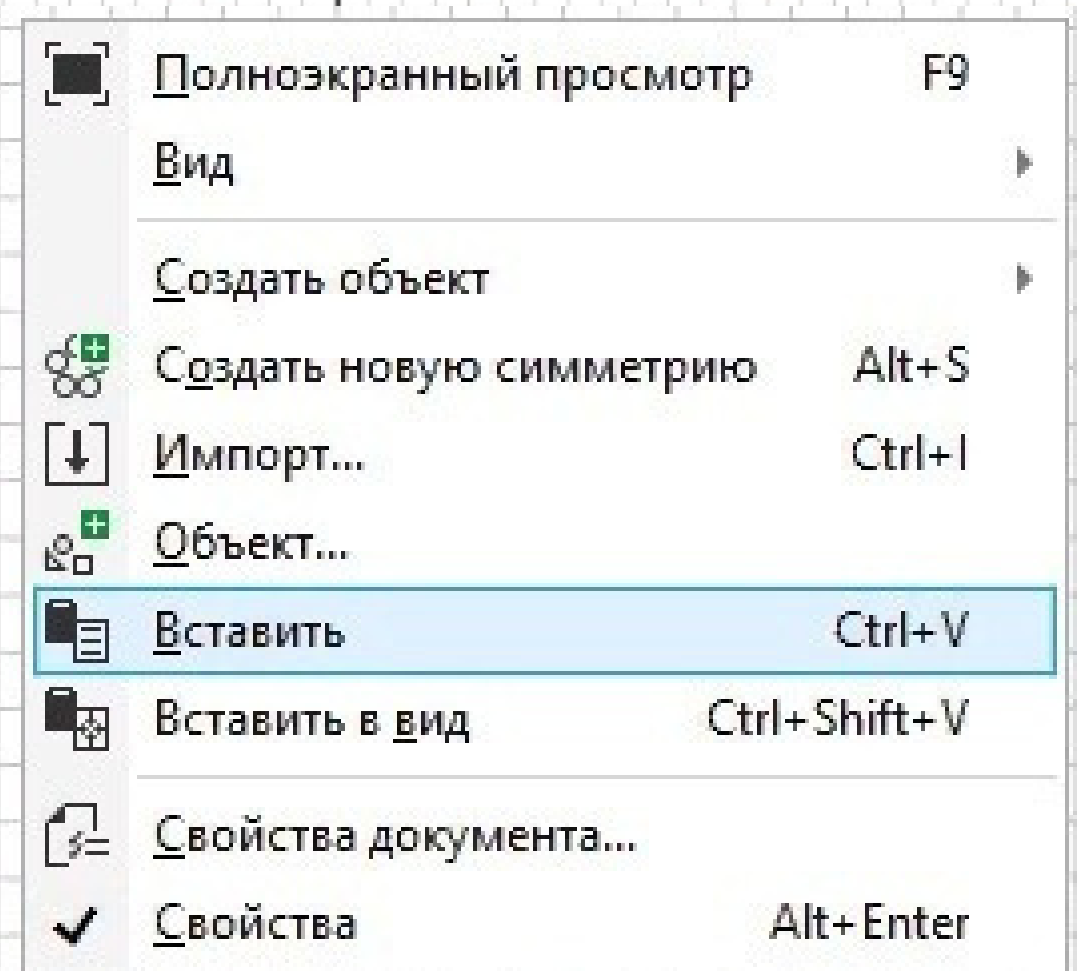 Полноэкранный просмотр F9
Вид
Создать объект
Создать новую симметрию Alt+S
Импорт... Ctrl+I
Объект...
Вставить Ctrl+V
Вставить в вид Ctrl+Shift+V
Свойства документа...
Свойства Alt+Enter